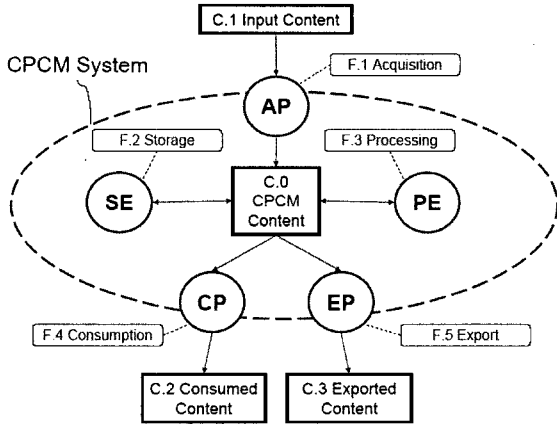 C.1 Input Content
CPCM System
F.1 Acquisition
AP
F.2 Storage
F.3 Processing
SE
C.0
CPCM
Content
PE
CP
EP
F.4 Consumption
F.5 Export
C.2 Consumed
Content
C.3 Exported
Content